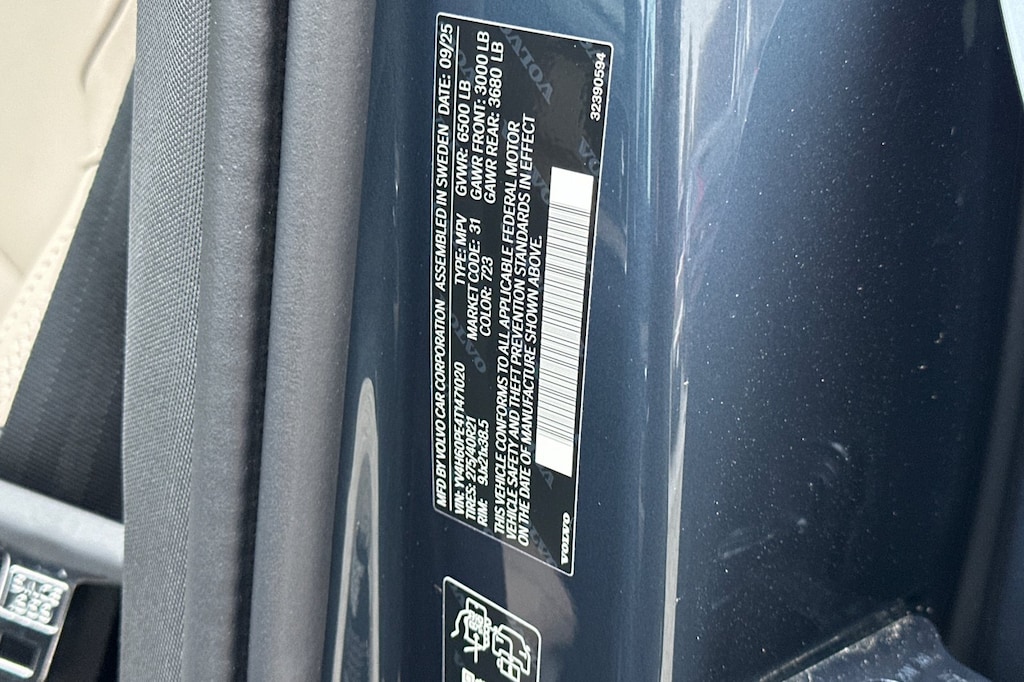 MFD BY VOLVO CAR CORPORATION ASSEMBLED IN SWEDEN DATE: 09/25
VIN: YV4H60PE4T1471020 TYPE: MPV GVWR: 6500 LB
TIRES: 275/40R21 MARKET CODE: 31 GAWR FRONT: 3000 LB
RIM: 9Jx21x38.5 COLOR: 723 GAWR REAR: 3680 LB
THIS VEHICLE CONFORMS TO ALL APPLICABLE FEDERAL MOTOR
VEHICLE SAFETY AND THEFT PREVENTION STANDARDS IN EFFECT
ON THE DATE OF MANUFACTURE SHOWN ABOVE.
VOLVO
32390594